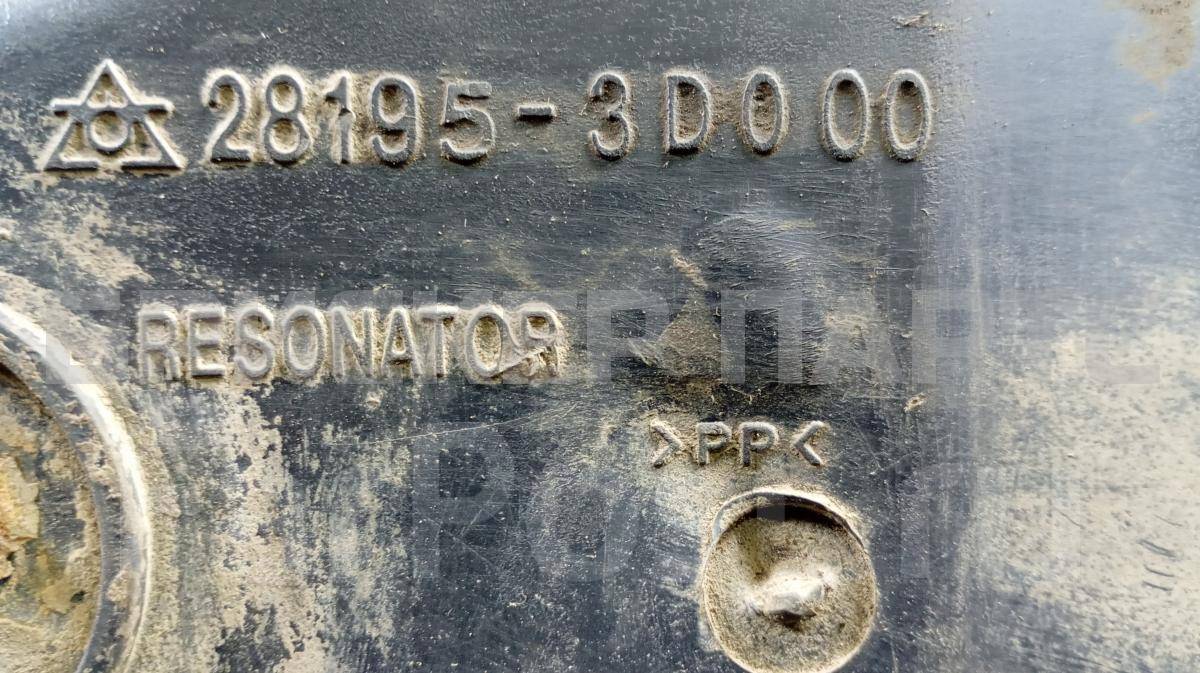 28195-3D000
RESONATOR
>PP<